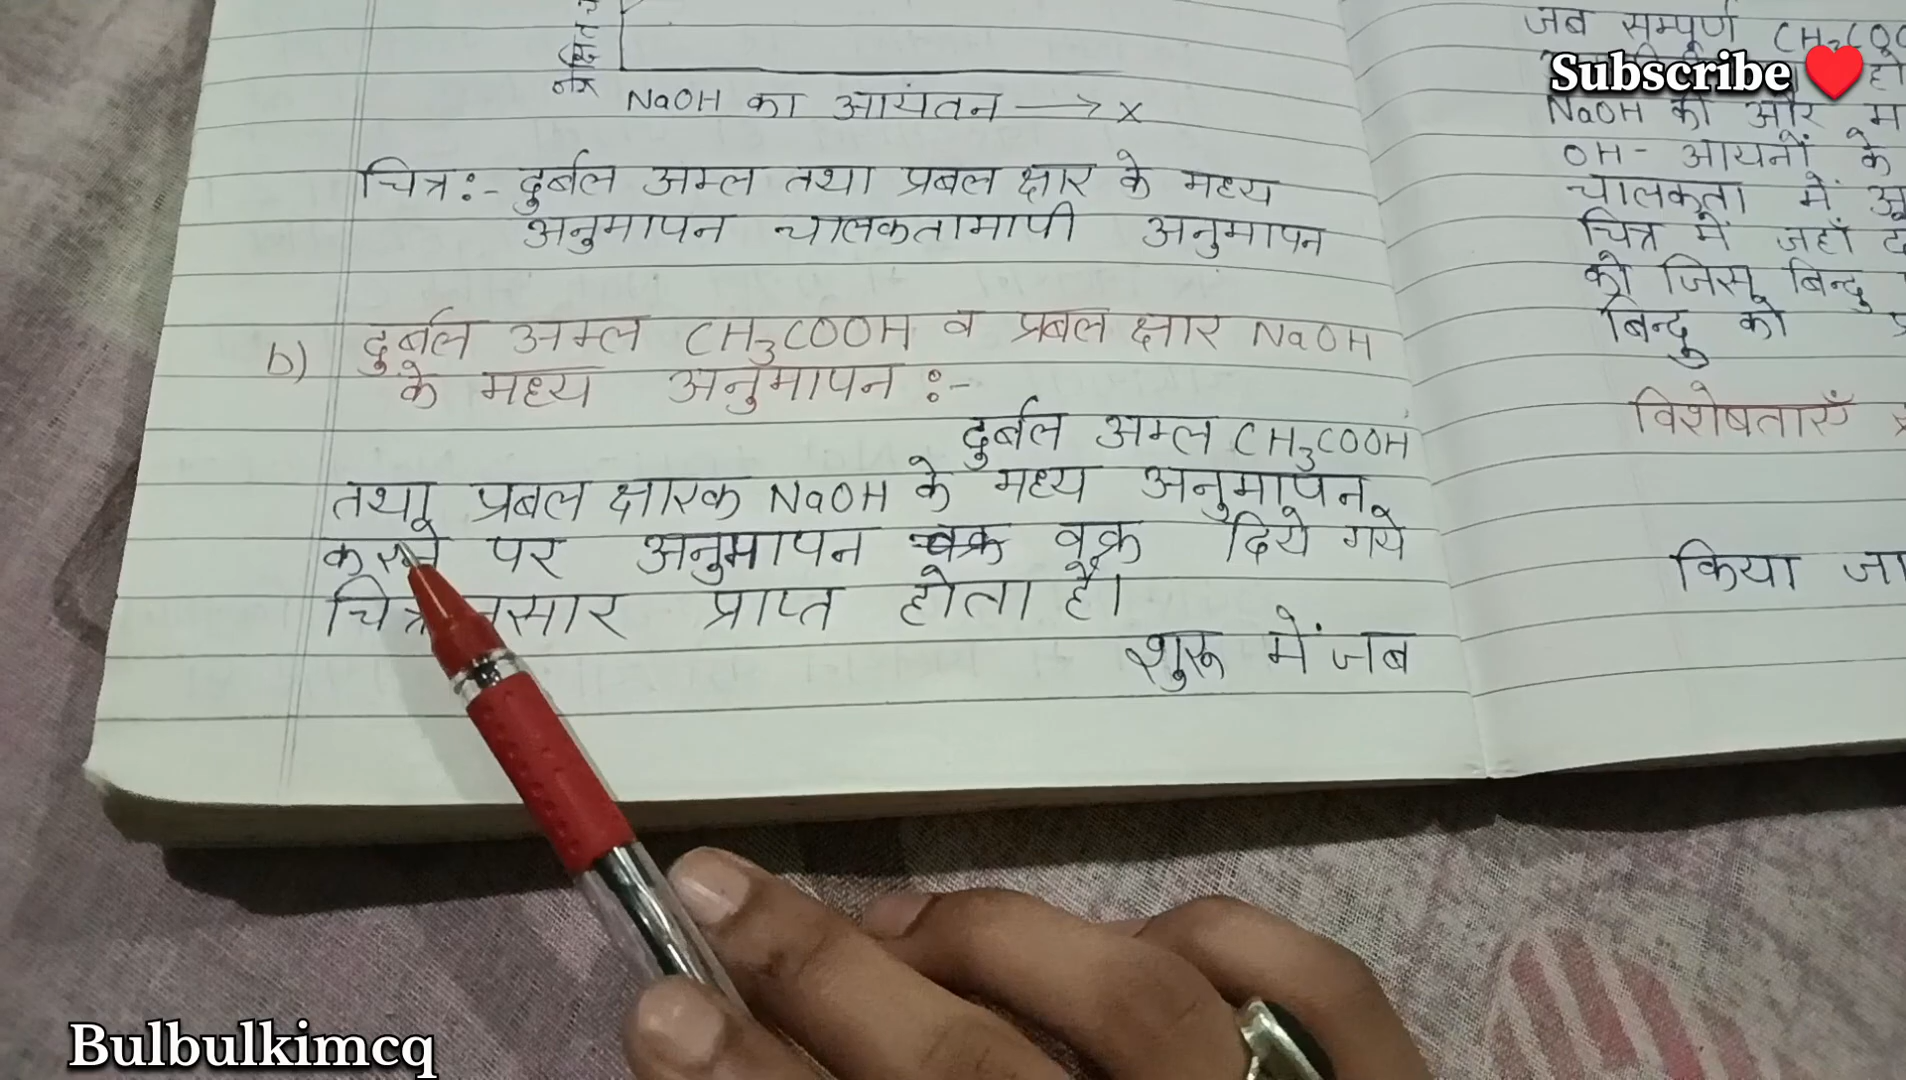 NaOH का आयतन → x
चित्र:- दुर्बल अम्ल तथा प्रबल क्षार के मध्य
अनुमापन चालकतामापी अनुमापन
b) दुर्बल अम्ल CH₃COOH व प्रबल क्षार NaOH
के मध्य अनुमापन :-
दुर्बल अम्ल CH₃COOH
तथा प्रबल क्षारक NaOH के मध्य अनुमापन
करने पर अनुमापन वक्र दिये गये
प्राप्त होता है।
शुरू में जब
जब सम्पूर्ण
NaOH की और
OH- आयनों के
चालकता में
चित्र में जहाँ
को जिस बिन्दु
बिन्दु को
विशेषताएँ
किया
Subscribe
Bulbulkimcq